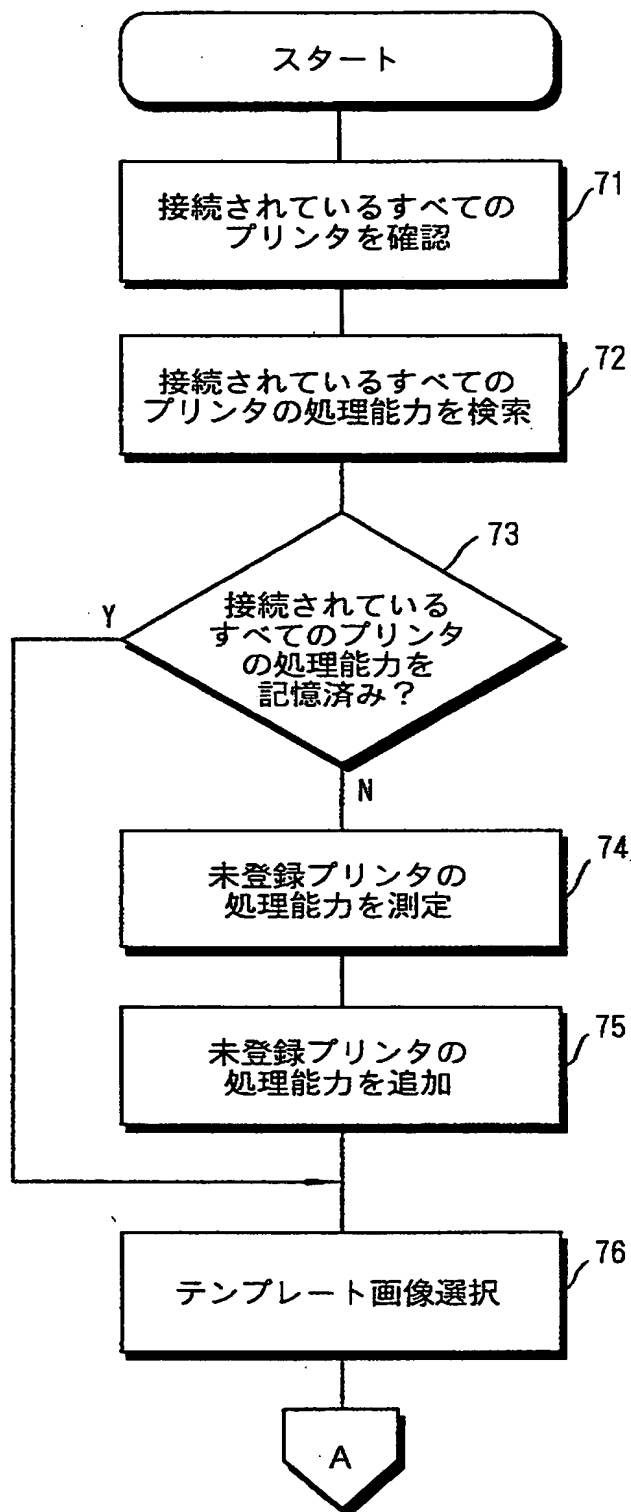 スタート
71
接続されているすべての
プリンタを確認
72
接続されているすべての
プリンタの処理能力を検索
73
Y
接続されている
すべてのプリンタ
の処理能力を
記憶済み？
N
74
未登録プリンタの
処理能力を測定
75
未登録プリンタの
処理能力を追加
76
テンプレート画像選択
A